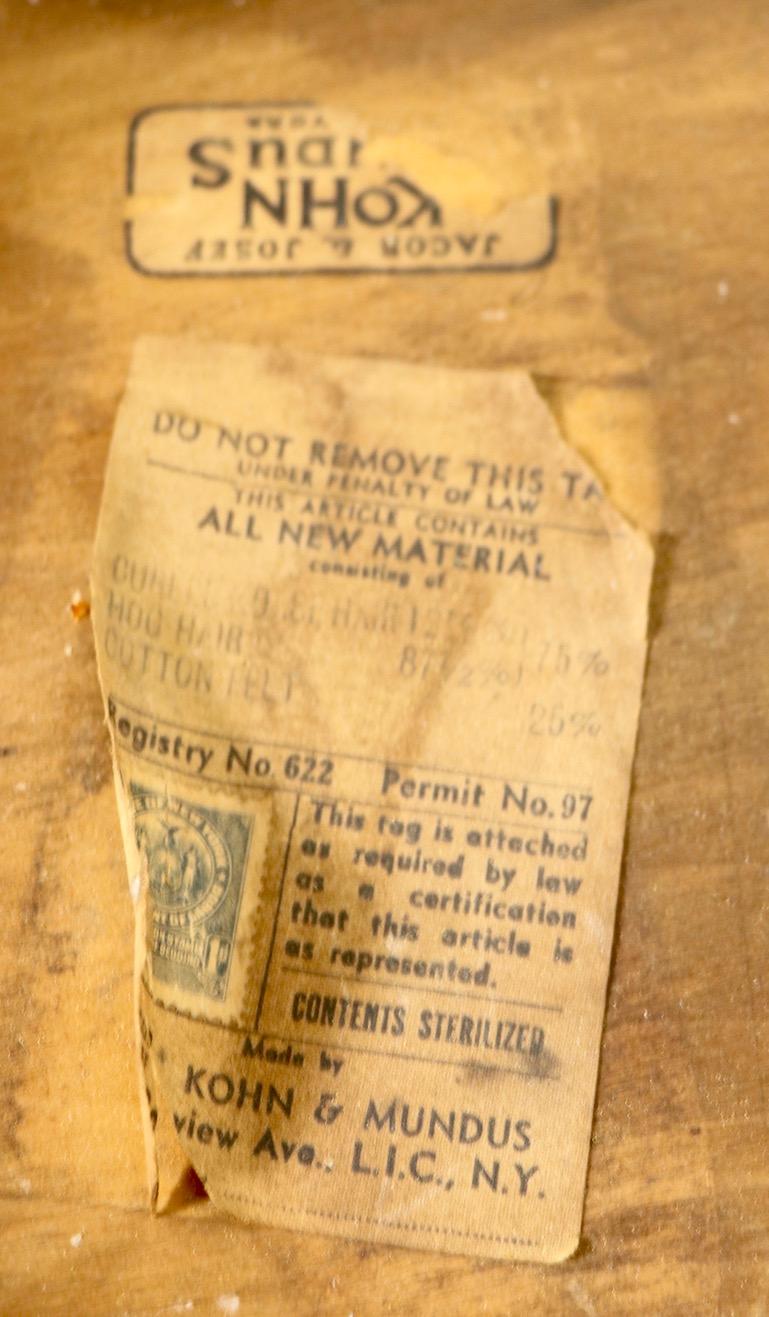 JACOB & JOSEF
KOHN
YORK
DO NOT REMOVE THIS TA
UNDER PENALTY OF LAW
THIS ARTICLE CONTAINS
ALL NEW MATERIAL
consisting of
HOG HAIR
75%
COTTON FELT
25%
Registry No. 622 Permit No. 97
This tag is attached
as required by law
as a certification
that this article is
as represented.
CONTENTS STERILIZED
Made by
KOHN & MUNDUS
view Ave., L.I.C., N.Y.